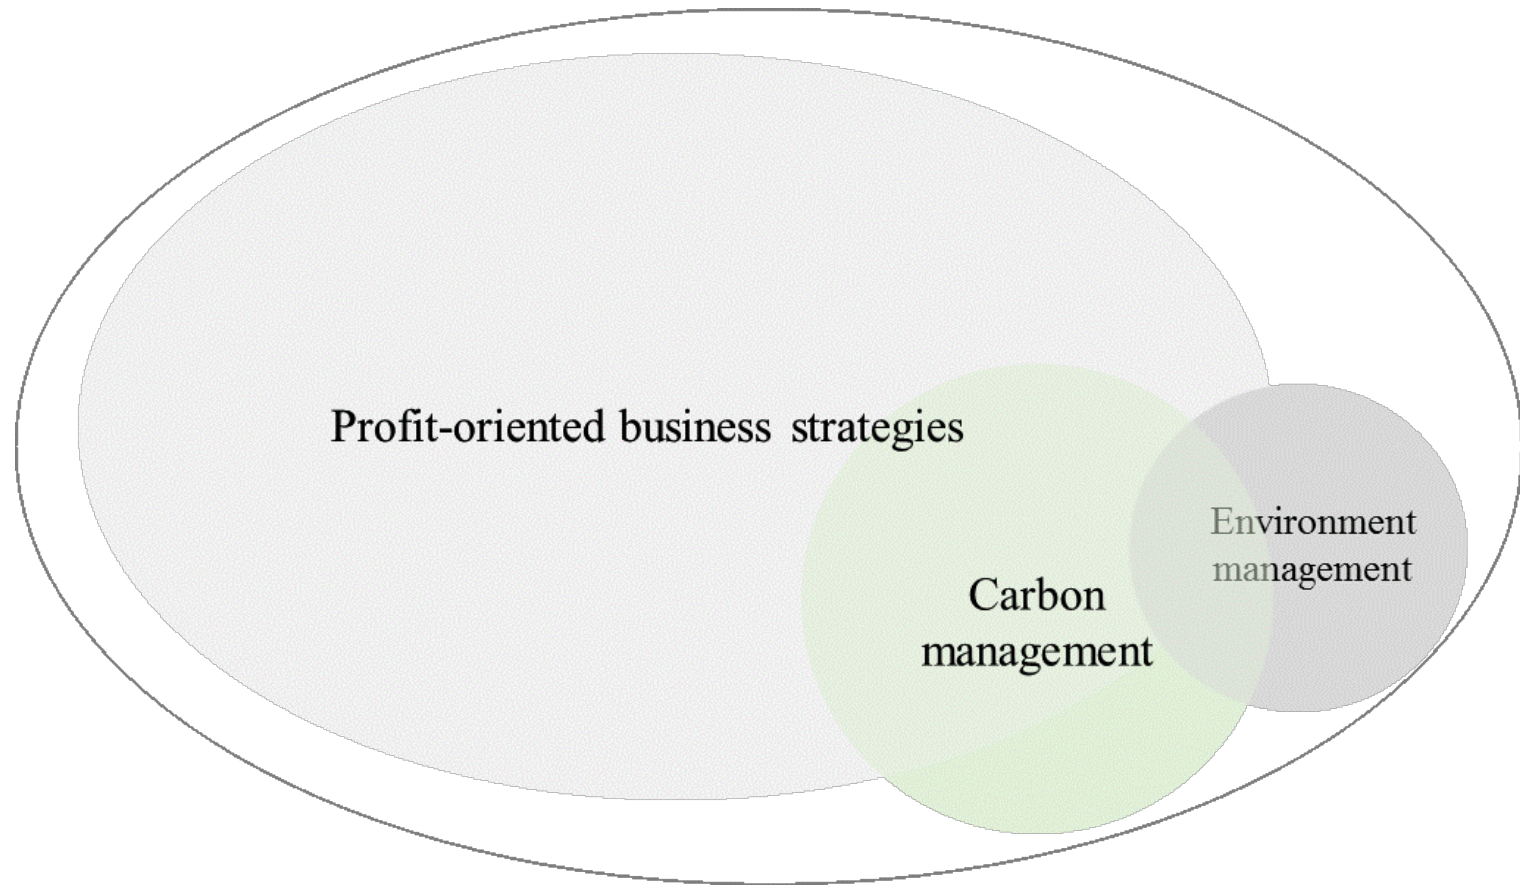 Profit-oriented business strategies
Environment
management
Carbon
management